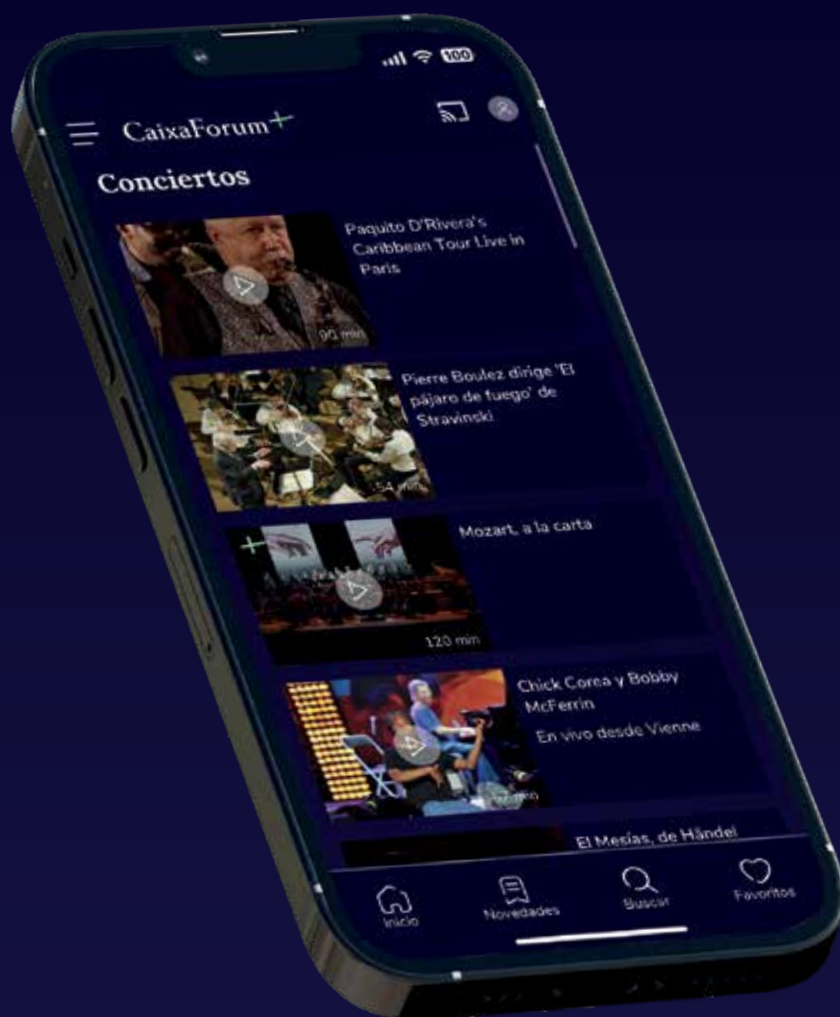 100
CaixaForum+
Conciertos
Paquito D'Rivera's
Caribbean Tour Live in
Paris
90 min
Pierre Boulez dirige 'El
pájaro de fuego' de
Stravinski
54 min
Mozart, a la carta
120 min
Chick Corea y Bobby
McFerrin
En vivo desde Vienne
El Mesías, de Händel
Inicio
Novedades
Buscar
Favoritos